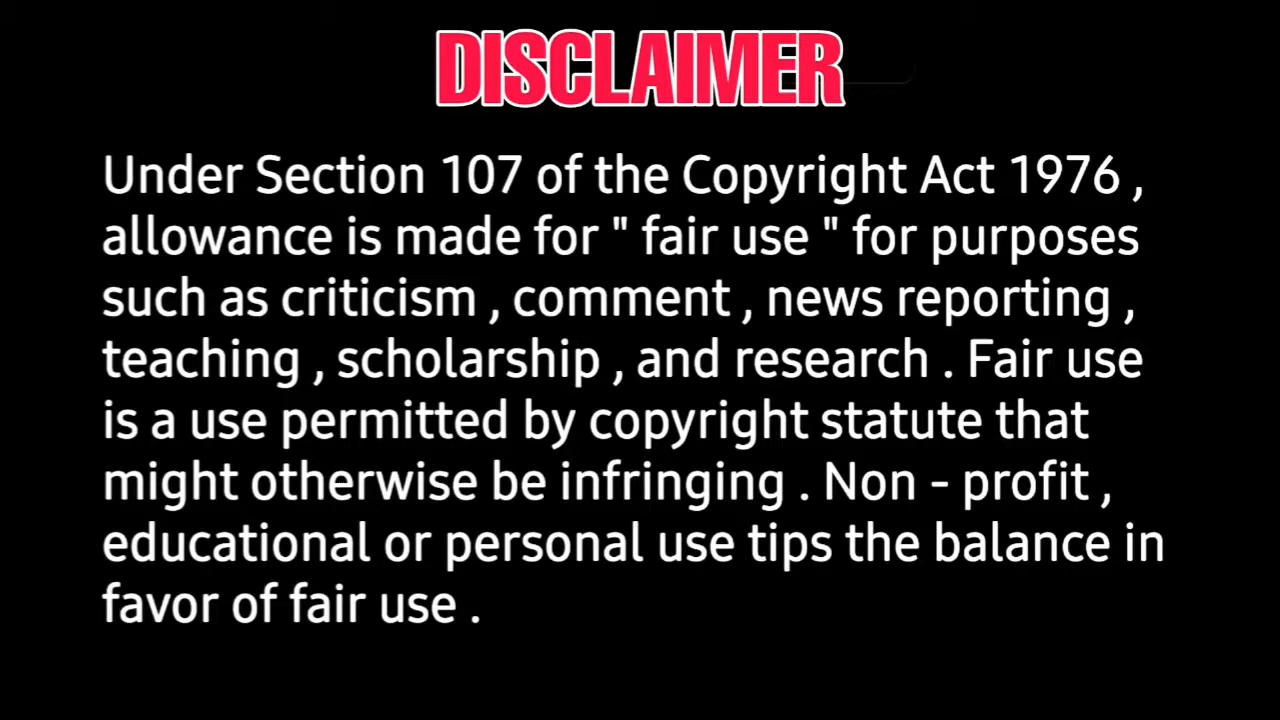 DISCLAIMER
Under Section 107 of the Copyright Act 1976 ,
allowance is made for " fair use " for purposes
such as criticism , comment , news reporting ,
teaching , scholarship , and research . Fair use
is a use permitted by copyright statute that
might otherwise be infringing . Non - profit ,
educational or personal use tips the balance in
favor of fair use .